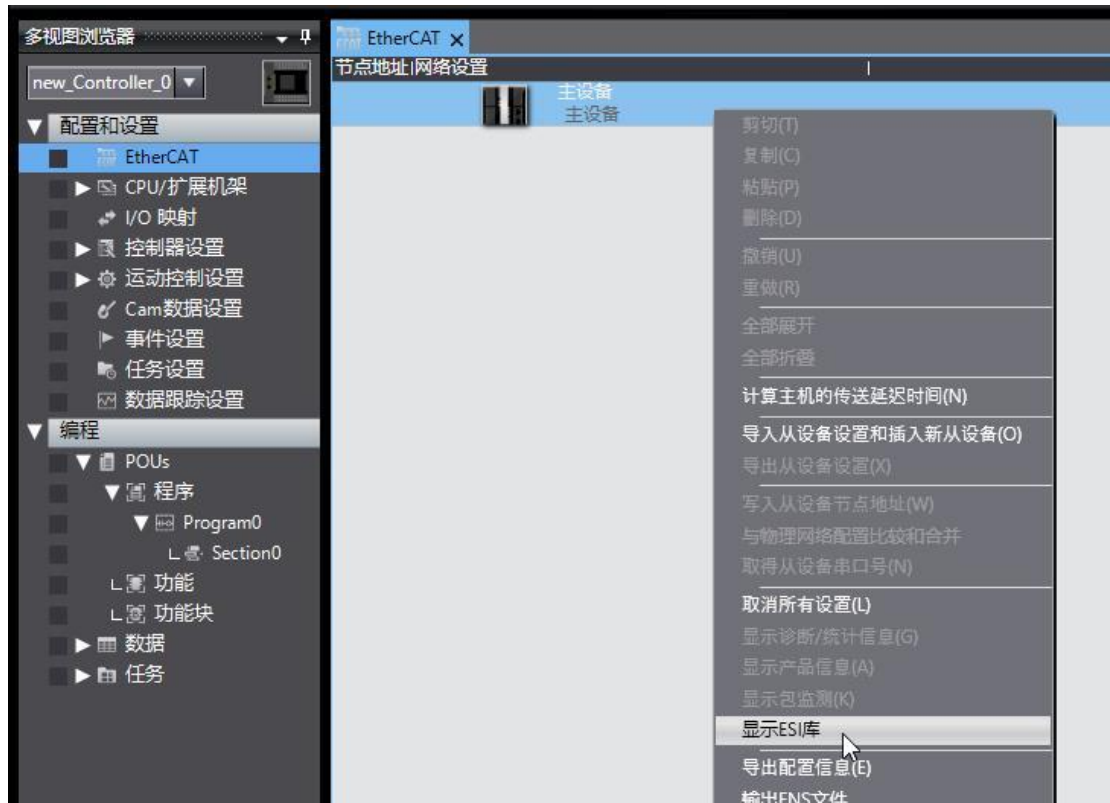 多视图浏览器
new_Controller_0
配置和设置
EtherCAT
CPU/扩展机架
I/O 映射
控制器设置
运动控制设置
Cam数据设置
事件设置
任务设置
数据跟踪设置
编程
POUs
程序
Program0
Section0
功能
功能块
数据
任务
EtherCAT
节点地址|网络设置
主设备
主设备
剪切(T)
复制(C)
粘贴(P)
删除(D)
撤销(U)
重做(R)
全部展开
全部折叠
计算主机的传送延迟时间(N)
导入从设备设置和插入新从设备(O)
导出从设备设置(X)
写入从设备节点地址(W)
与物理网络配置比较和合并
取得从设备串口号(N)
取消所有设置(L)
显示诊断/统计信息(G)
显示产品信息(A)
显示包监测(K)
显示ESI库
导出配置信息(E)
输出ENS文件